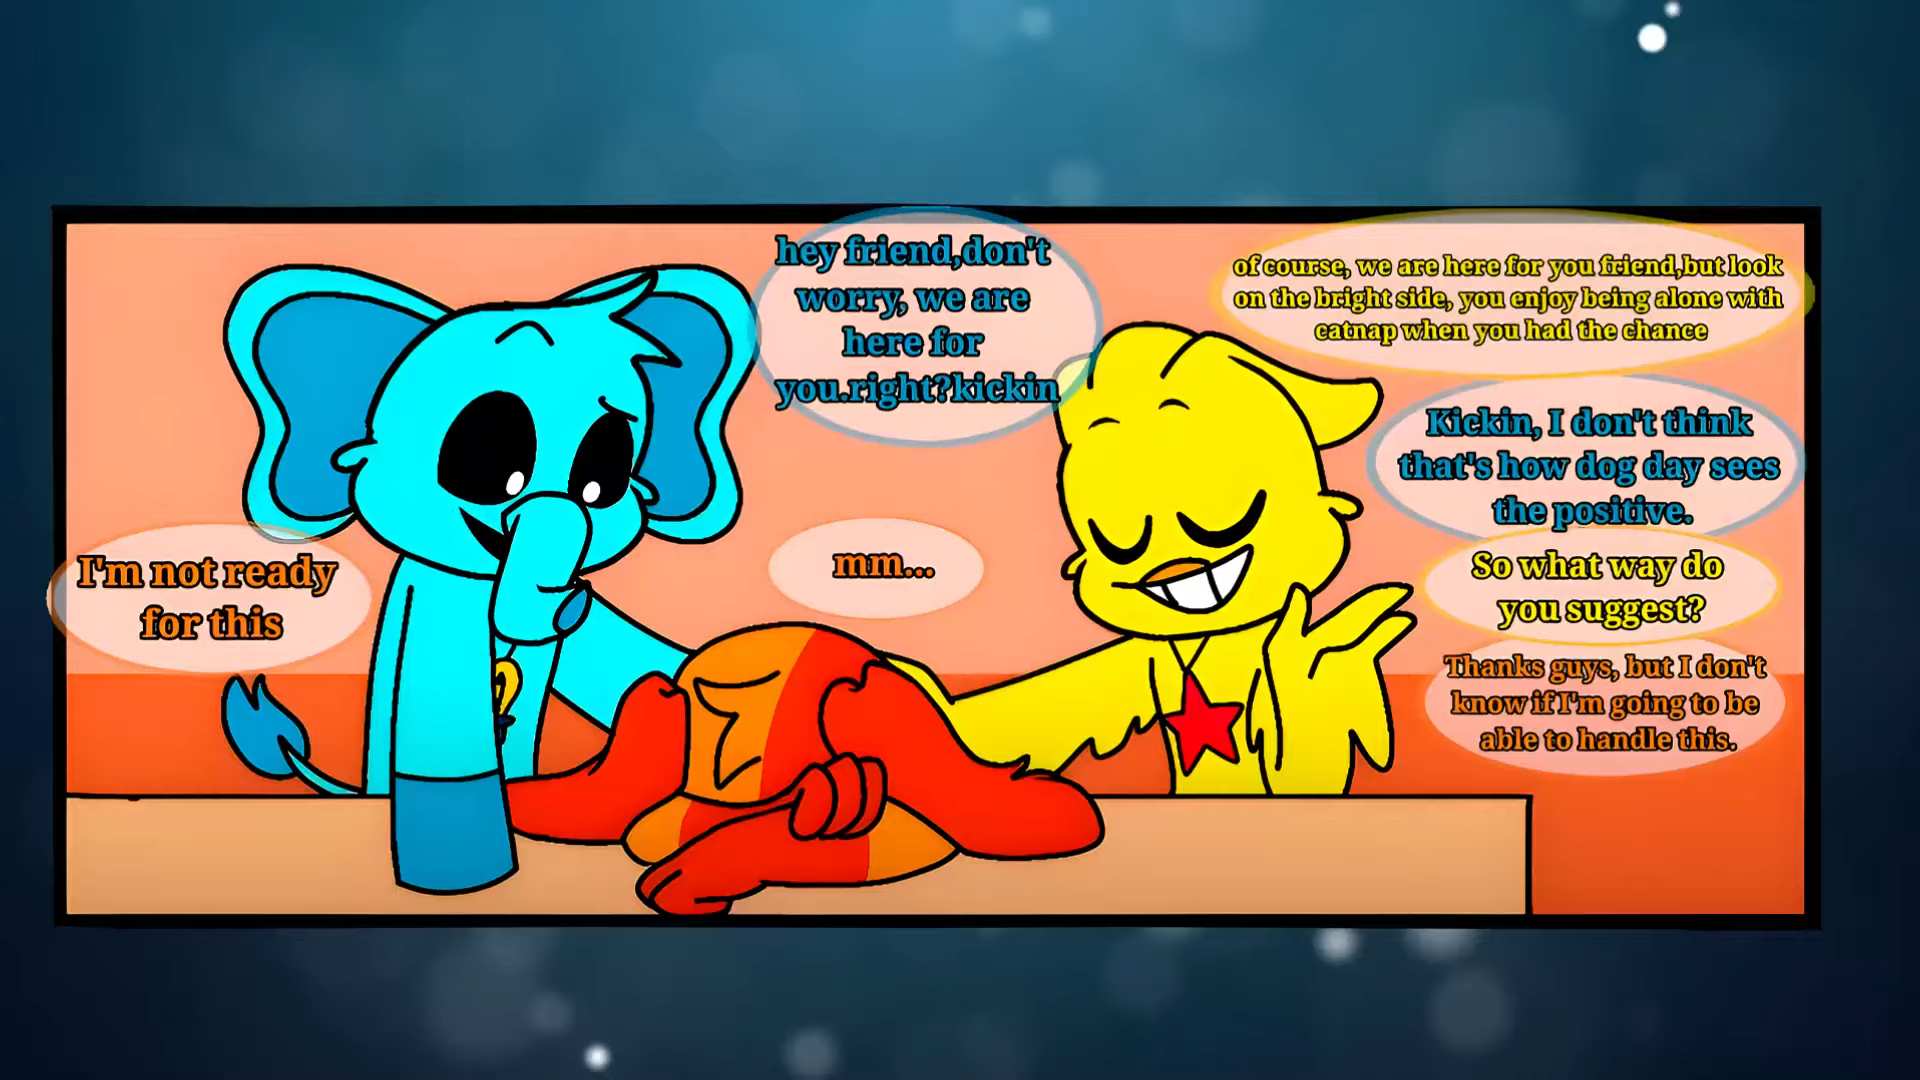 I'm not ready
for this
hey friend,don't
worry, we are
here for
you.right?kickin
mm...
of course, we are here for you friend,but look
on the bright side, you enjoy being alone with
catnap when you had the chance
Kickin, I don't think
that's how dog day sees
the positive.
So what way do
you suggest?
Thanks guys, but I don't
know if I'm going to be
able to handle this.